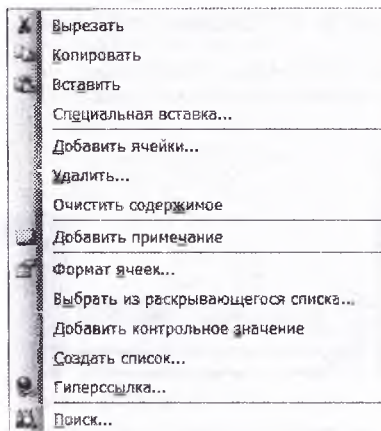 Вырезать
Копировать
Вставить
Специальная вставка...
Добавить ячейки...
Удалить...
Очистить содержимое
Добавить примечание
Формат ячеек...
Выбрать из раскрывающегося списка...
Добавить контрольное значение
Создать список...
Гиперссылка...
Поиск...